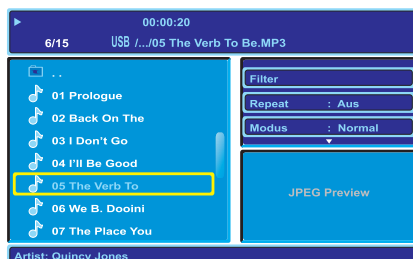 00:00:20
6/15 USB /.../05 The Verb To Be.MP3
..
01 Prologue
02 Back On The
03 I Don't Go
04 I'll Be Good
05 The Verb To
06 We B. Dooini
07 The Place You
Filter
Repeat : Aus
Modus : Normal
JPEG Preview
Artist: Quincy Jones